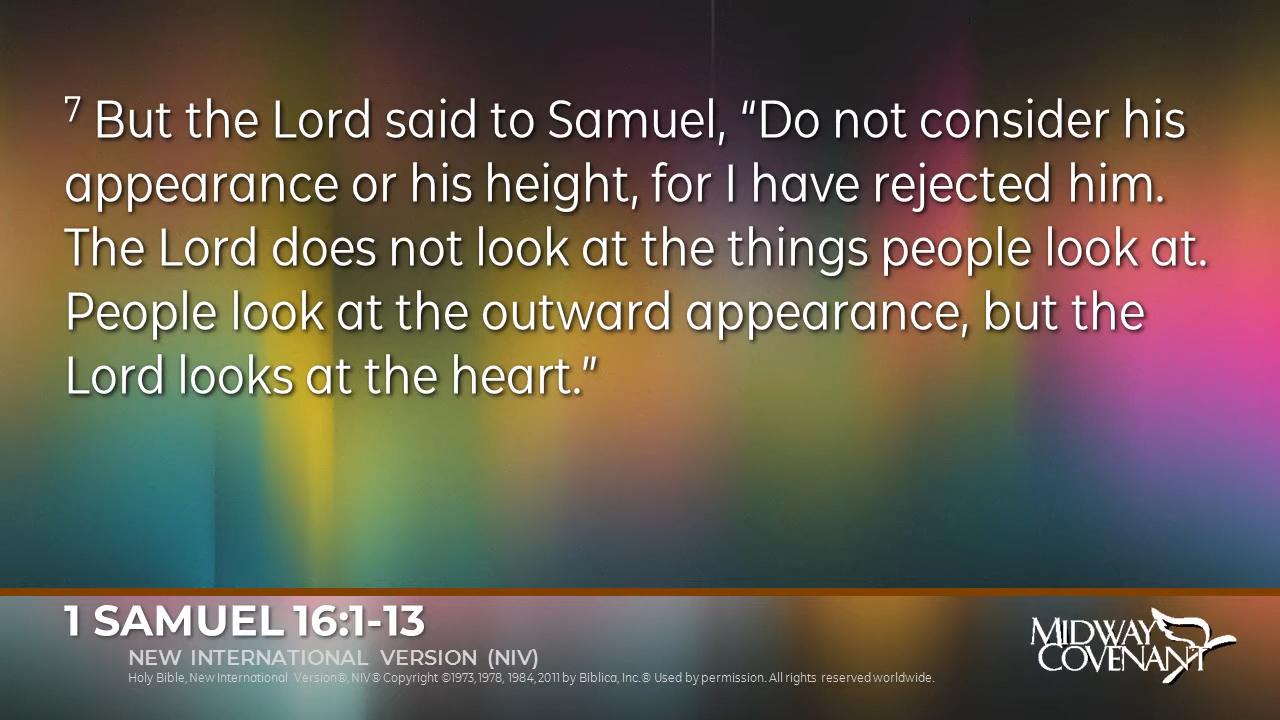 ⁷ But the Lord said to Samuel, “Do not consider his
appearance or his height, for I have rejected him.
The Lord does not look at the things people look at.
People look at the outward appearance, but the
Lord looks at the heart.”
1 SAMUEL 16:1-13
NEW INTERNATIONAL VERSION (NIV)
Holy Bible, New International Version®, NIV® Copyright ©1973, 1978, 1984, 2011 by Biblica, Inc.® Used by permission. All rights reserved worldwide.
MIDWAY
COVENANT